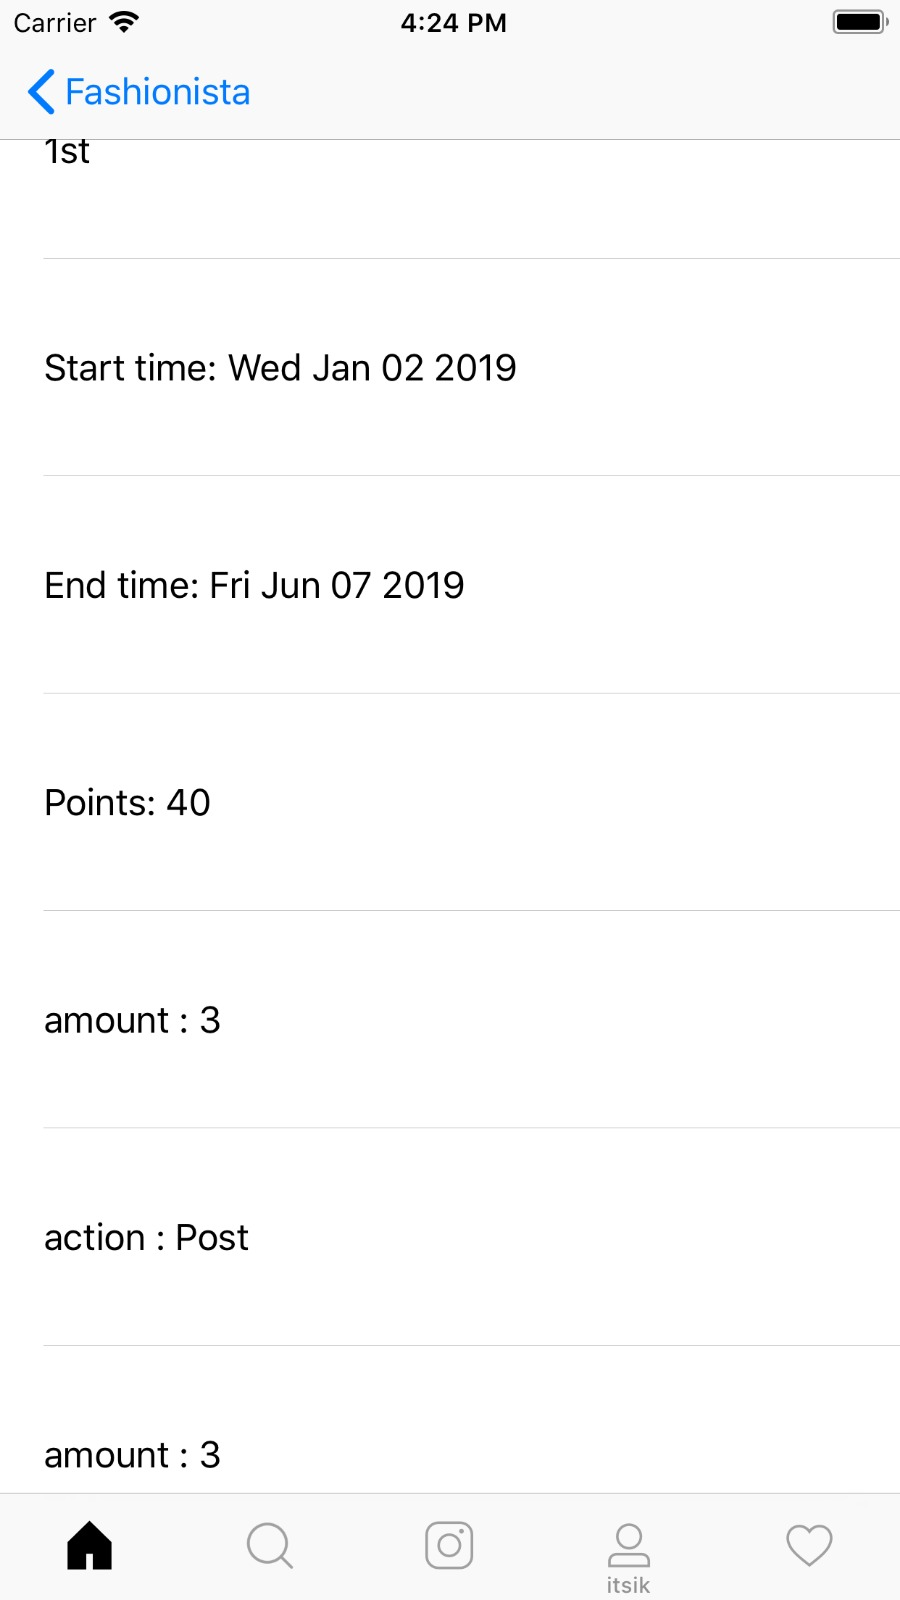 Carrier 4:24 PM
Fashionista
1st
Start time: Wed Jan 02 2019
End time: Fri Jun 07 2019
Points: 40
amount : 3
action : Post
amount : 3
itsik